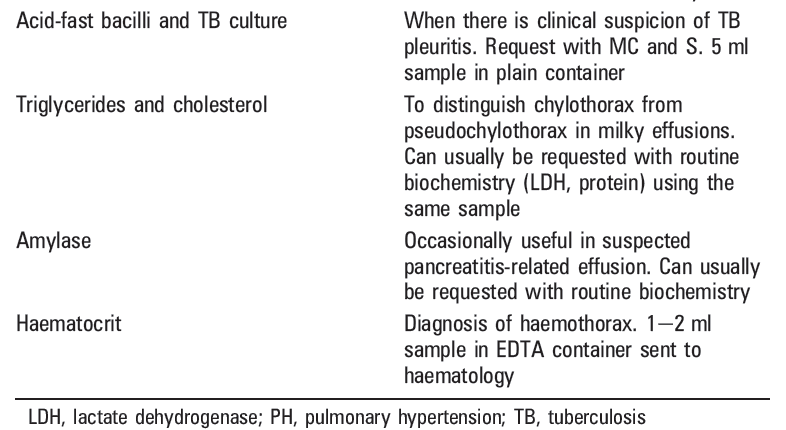 Acid-fast bacilli and TB culture
When there is clinical suspicion of TB
pleuritis. Request with MC and S. 5 ml
sample in plain container
Triglycerides and cholesterol
To distinguish chylothorax from
pseudochylothorax in milky effusions.
Can usually be requested with routine
biochemistry (LDH, protein) using the
same sample
Amylase
Occasionally useful in suspected
pancreatitis-related effusion. Can usually
be requested with routine biochemistry
Haematocrit
Diagnosis of haemothorax. 1—2 ml
sample in EDTA container sent to
haematology
LDH, lactate dehydrogenase; PH, pulmonary hypertension; TB, tuberculosis